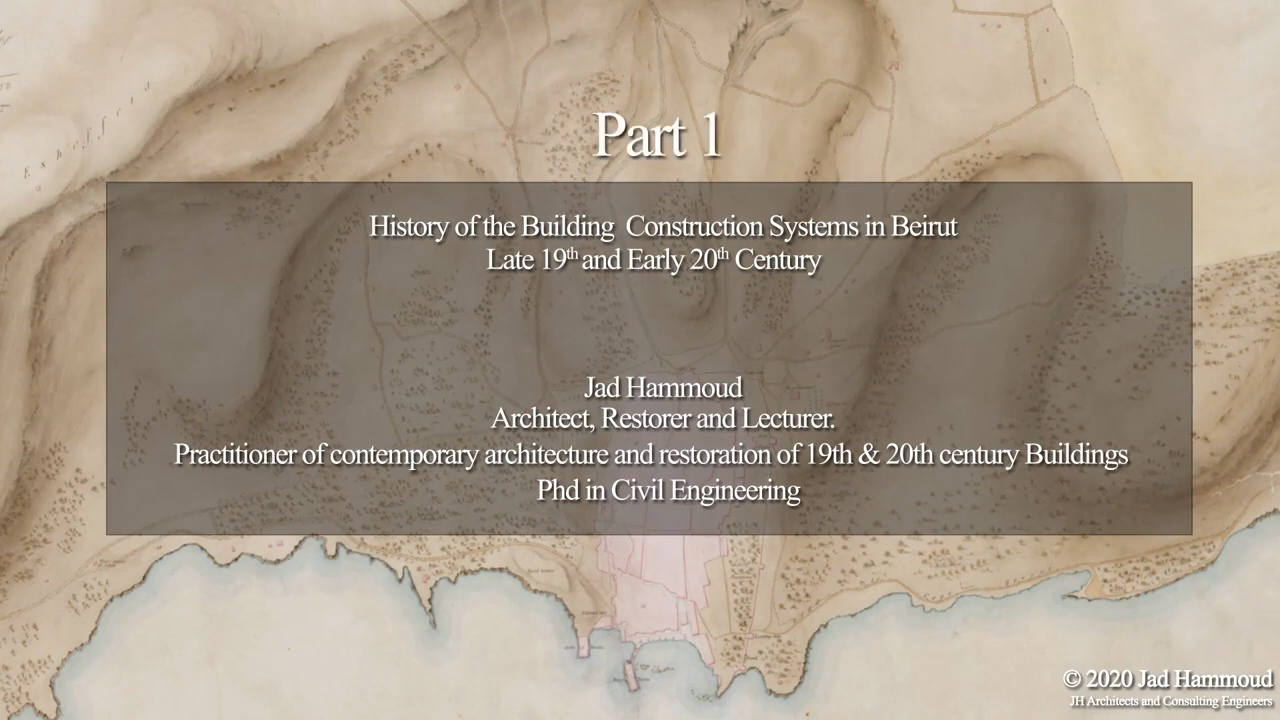 Part 1
History of the Building Construction Systems in Beirut
Late 19th and Early 20th Century
Jad Hammoud
Architect, Restorer and Lecturer.
Practitioner of contemporary architecture and restoration of 19th & 20th century Buildings
Phd in Civil Engineering
© 2020 Jad Hammoud
JH Architects and Consulting Engineers